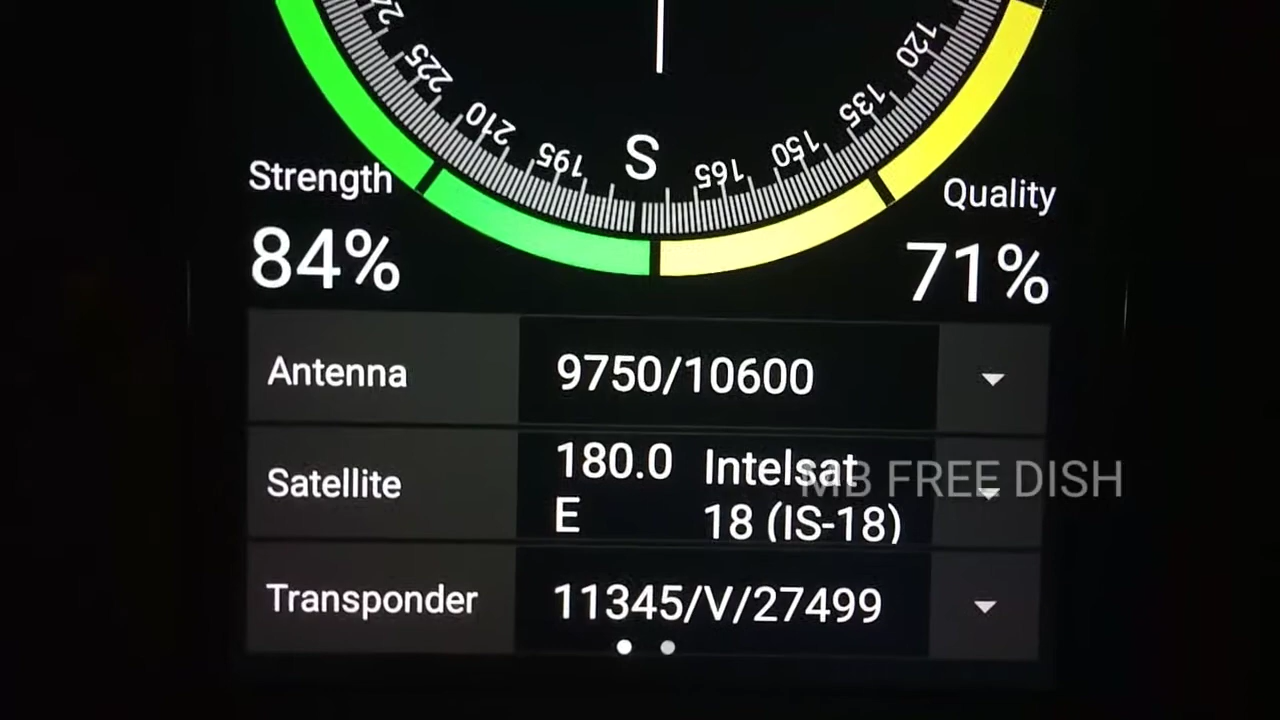 225
210
195
S
165
150
135
120
Strength
84%
Quality
71%
Antenna
9750/10600
Satellite
180.0 E
Intelsat 18 (IS-18)
MB FREE DISH
Transponder
11345/V/27499